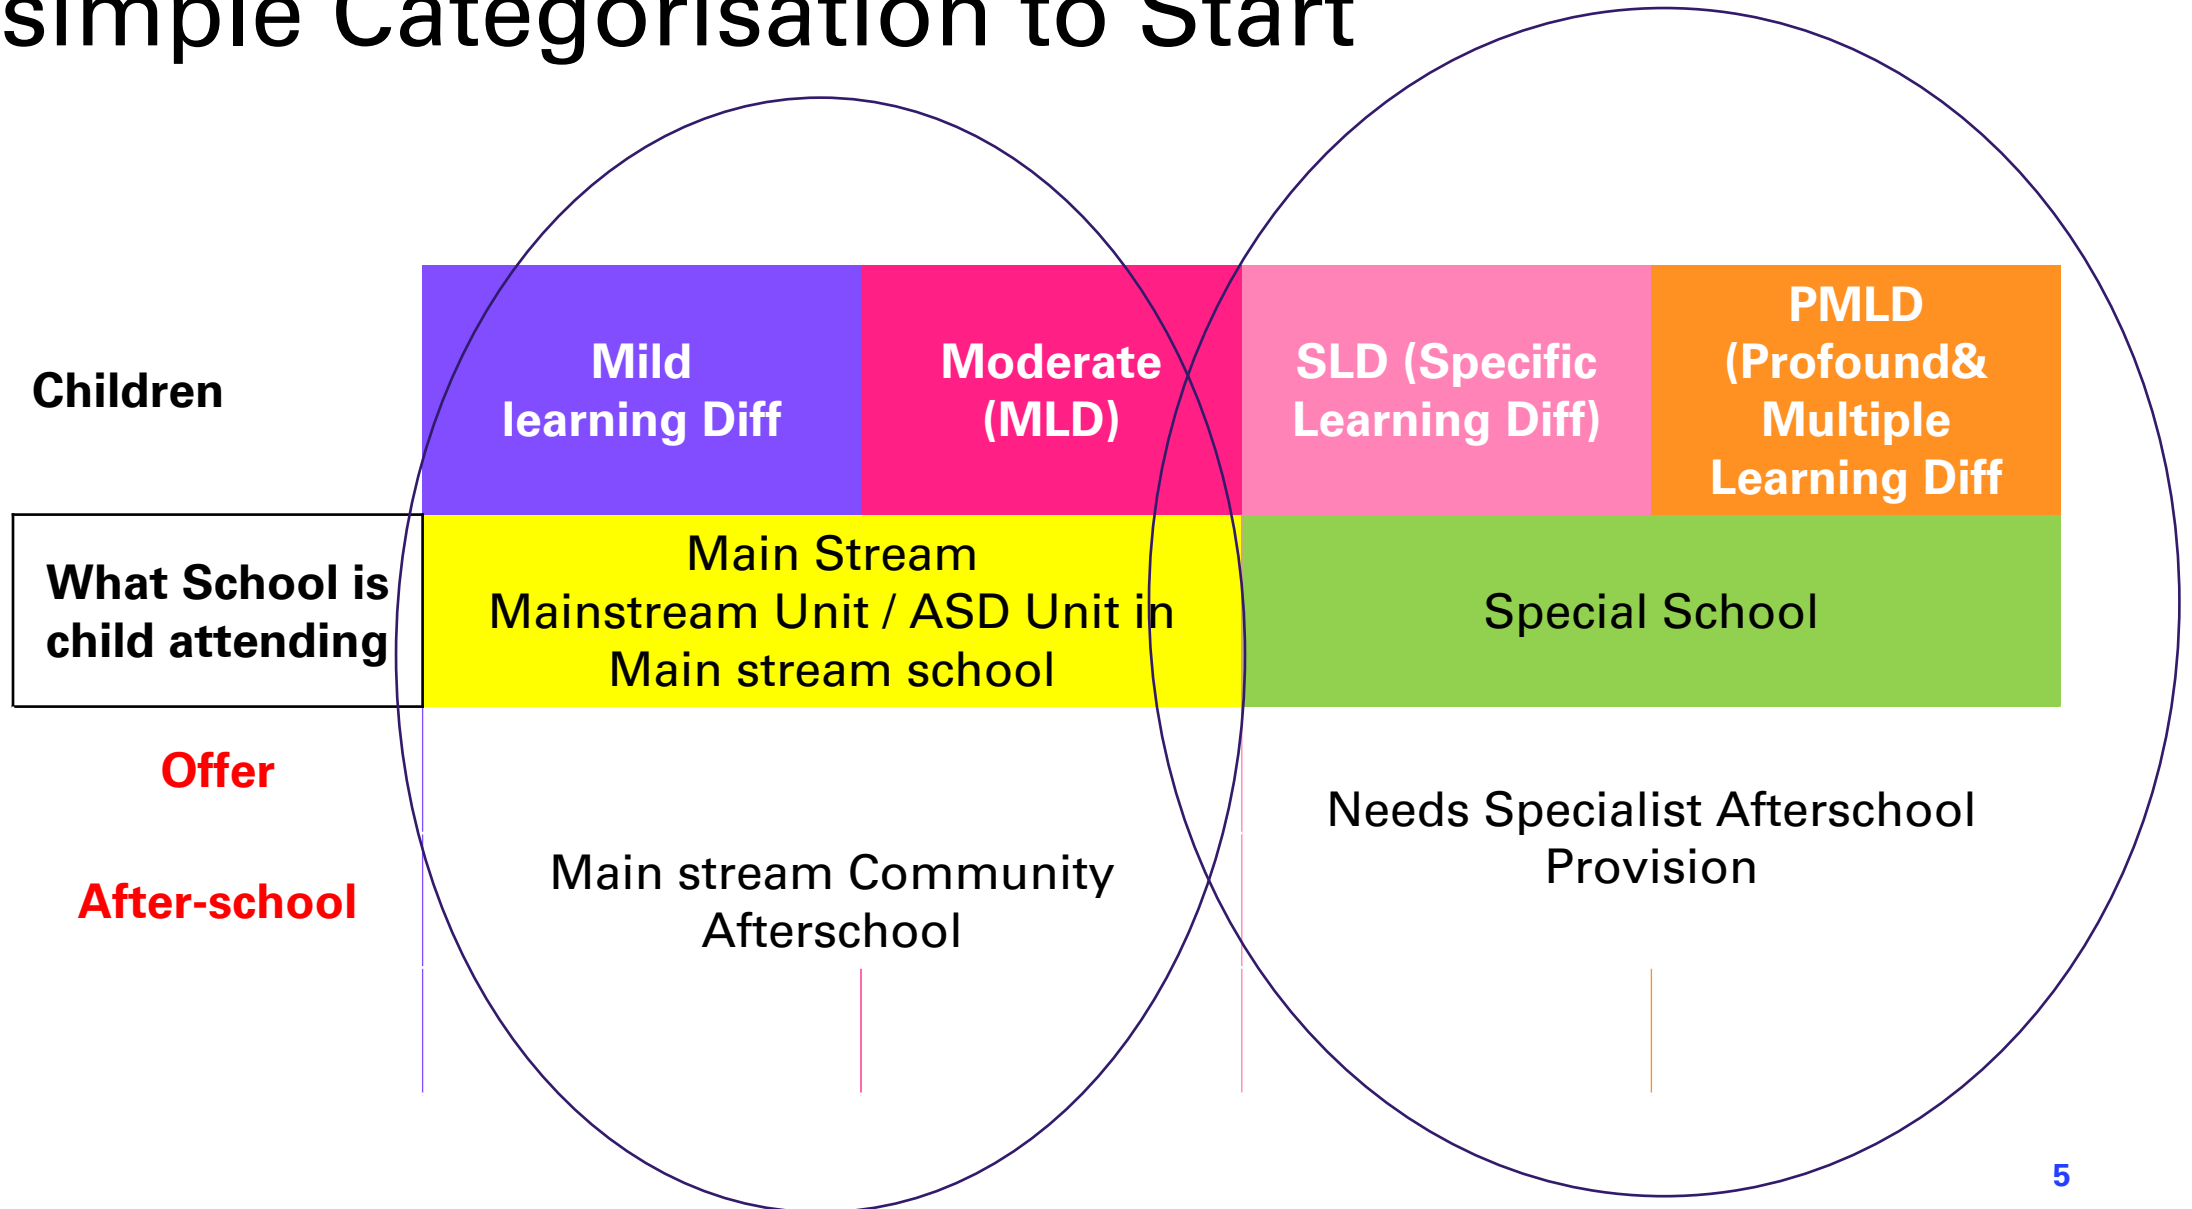 simple Categorisation to Start
Children
Mild
learning Diff
Moderate
(MLD)
SLD (Specific
Learning Diff)
PMLD
(Profound&
Multiple
Learning Diff
What School is
child attending
Main Stream
Mainstream Unit / ASD Unit in
Main stream school
Special School
Offer
After-school
Main stream Community
Afterschool
Needs Specialist Afterschool
Provision
5